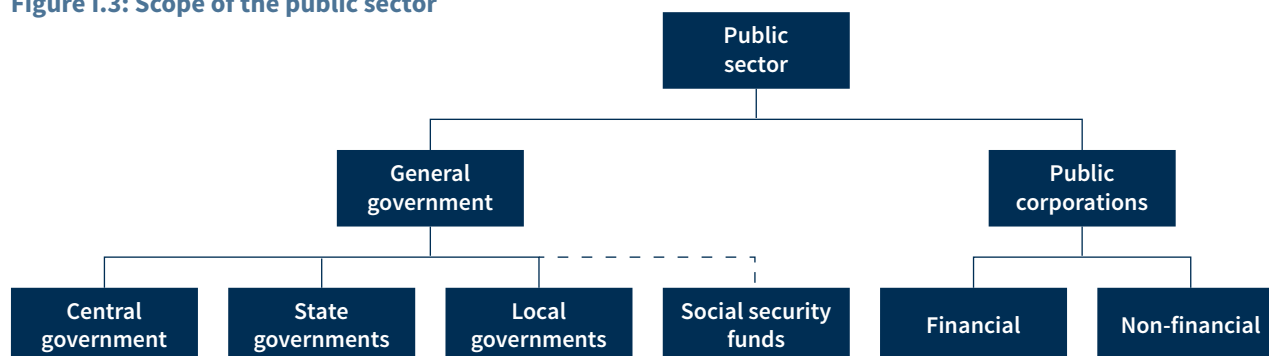 Figure I.3: Scope of the public sector
Public
sector
General
government
Public
corporations
Central
government
State
governments
Local
governments
Social security
funds
Financial
Non-financial